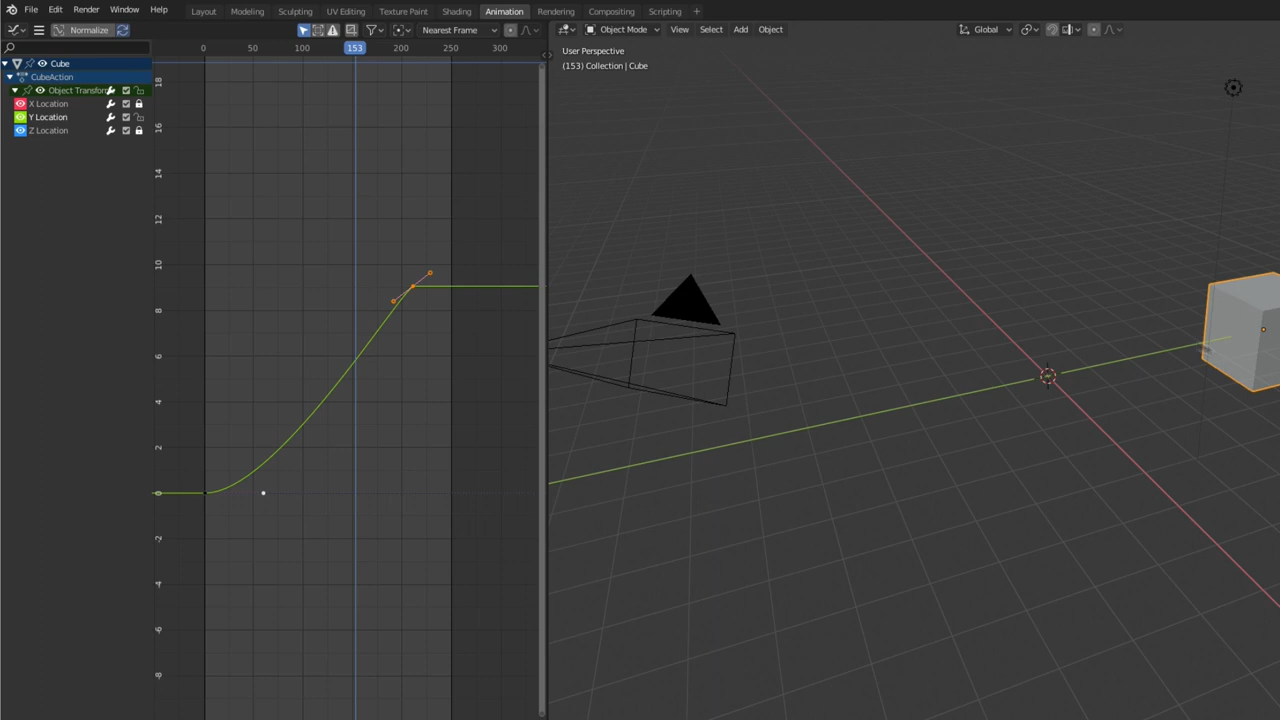 File Edit Render Window Help Layout Modeling Sculpting UV Editing Texture Paint Shading Animation Rendering Compositing Scripting +
Normalize Nearest Frame Object Mode View Select Add Object Global
0 50 100 153 200 250 300
User Perspective
(153) Collection | Cube
Cube
CubeAction
Object Transfor
X Location
Y Location
Z Location
18
16
14
12
10
8
6
4
2
0
-2
-4
-6
-8